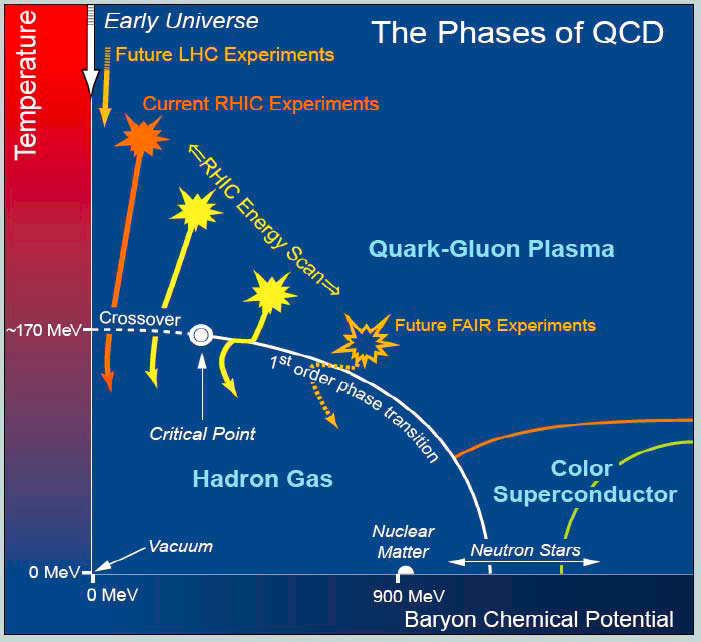 Temperature
Early Universe
The Phases of QCD
Future LHC Experiments
Current RHIC Experiments
⇐RHIC Energy Scan⇒
Quark-Gluon Plasma
Future FAIR Experiments
Crossover
~170 MeV
1st order phase transition
Critical Point
Hadron Gas
Color
Superconductor
Nuclear
Matter
Neutron Stars
Vacuum
0 MeV
0 MeV
900 MeV
Baryon Chemical Potential